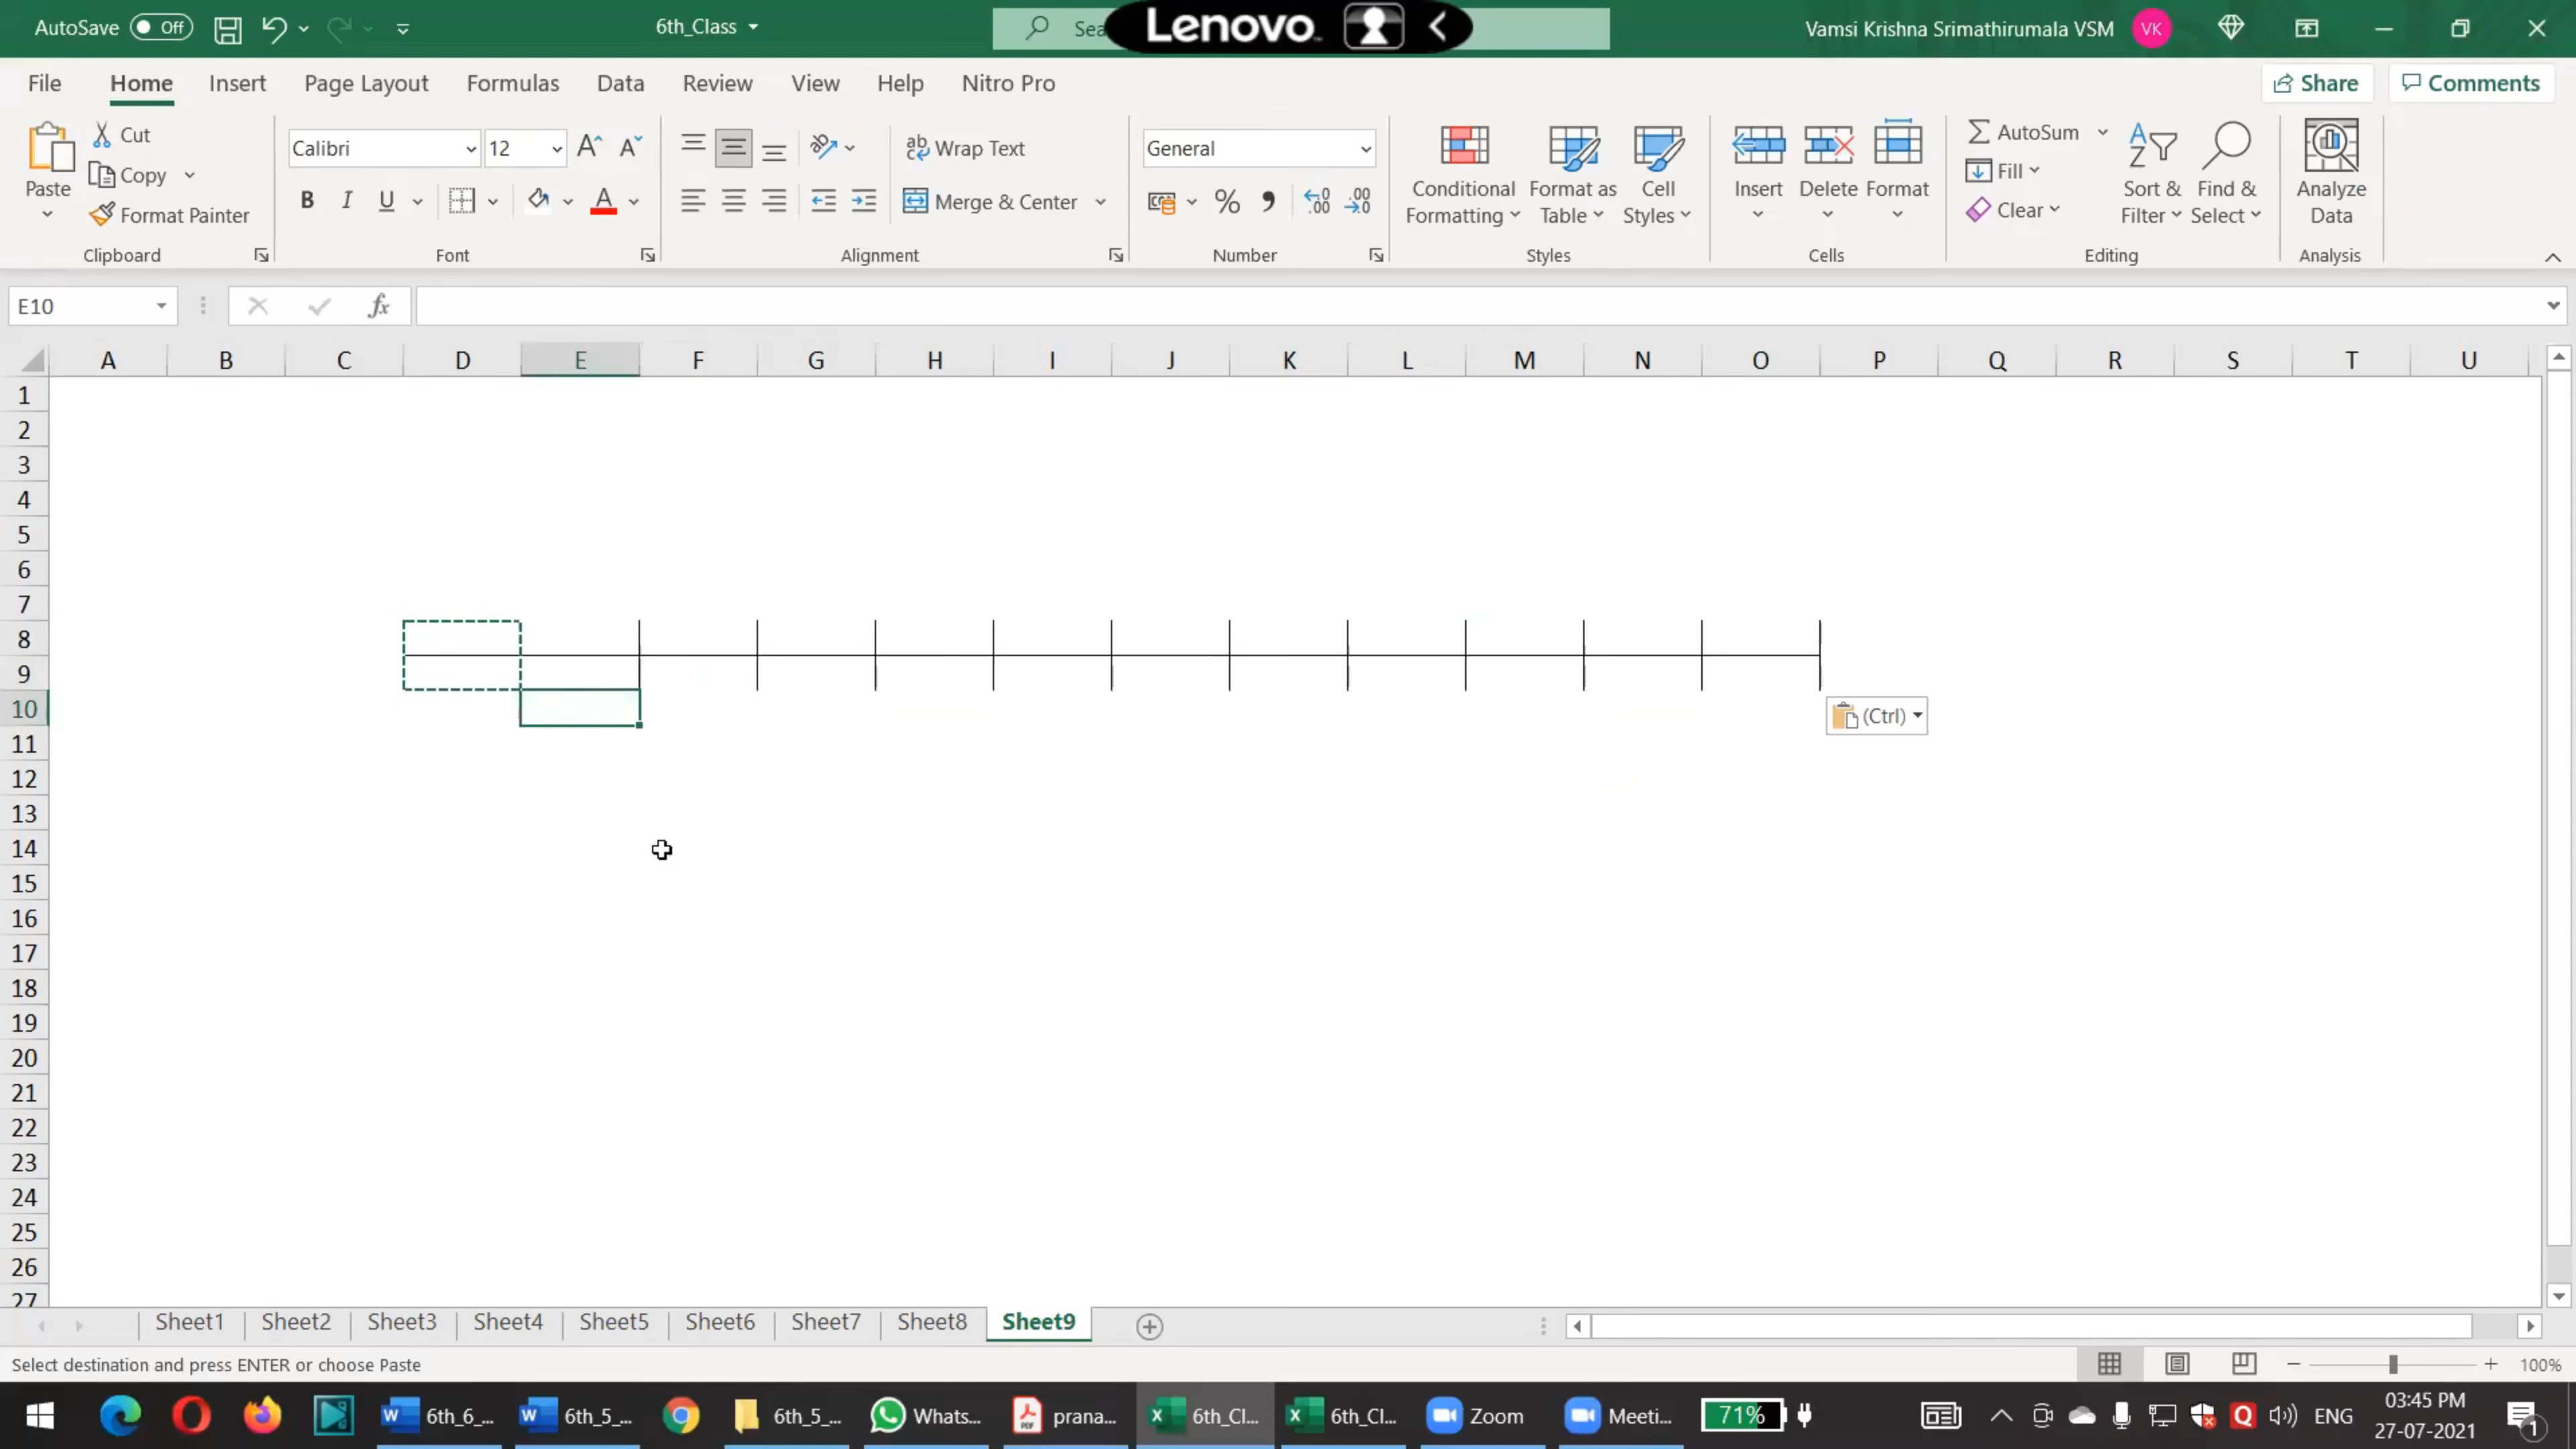 AutoSave Off 6th_Class Sea Lenovo Vamsi Krishna Srimathirumala VSM VK
File Home Insert Page Layout Formulas Data Review View Help Nitro Pro Share Comments
Paste Cut Copy Format Painter Clipboard
Calibri 12 B I U A Font
ab Wrap Text Merge & Center Alignment
General % , .00 Number
Conditional Formatting Format as Table Cell Styles Styles
Insert Delete Format Cells
AutoSum Fill Clear Sort & Filter Find & Select Editing
Analyze Data Analysis
E10 fx
A B C D E F G H I J K L M N O P Q R S T U
1
2
3
4
5
6
7
8
9
10
(Ctrl)
11
12
13
14
15
16
17
18
19
20
21
22
23
24
25
26
27
Sheet1 Sheet2 Sheet3 Sheet4 Sheet5 Sheet6 Sheet7 Sheet8 Sheet9
Select destination and press ENTER or choose Paste 100%
6th_6_... 6th_5_... 6th_5_... Whats... prana... 6th_Cl... 6th_Cl... Zoom Meeti... 71% ENG 03:45 PM
27-07-2021 1